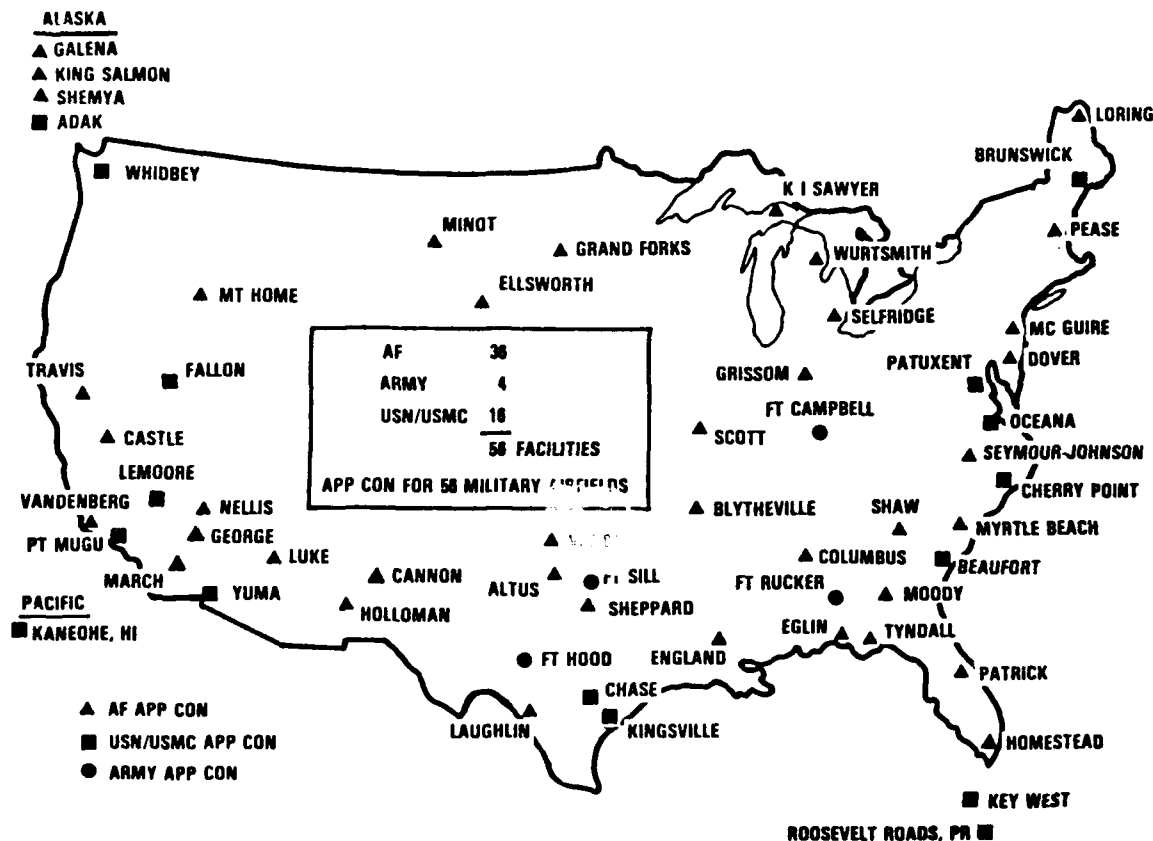 ALASKA
GALENA
KING SALMON
SHEMYA
ADAK
LORING
BRUNSWICK
WHIDBEY
K I SAWYER
MINOT
PEASE
GRAND FORKS
WURTSMITH
ELLSWORTH
MT HOME
SELFRIDGE
MC GUIRE
AF 36
TRAVIS
FALLON
PATUXENT
DOVER
ARMY 4
GRISSOM
FT CAMPBELL
USN/USMC 16
OCEANA
CASTLE
SCOTT
56 FACILITIES
SEYMOUR-JOHNSON
LEMOORE
APP CON FOR 56 MILITARY AIRFIELDS
CHERRY POINT
VANDENBERG
NELLIS
BLYTHEVILLE
SHAW
MYRTLE BEACH
PT MUGU
GEORGE
LUKE
COLUMBUS
BEAUFORT
MARCH
CANNON
ALTUS
FT SILL
FT RUCKER
YUMA
MOODY
PACIFIC
HOLLOMAN
SHEPPARD
KANEOHE, HI
EGLIN
TYNDALL
FT HOOD
ENGLAND
PATRICK
CHASE
AF APP CON
LAUGHLIN
KINGSVILLE
USN/USMC APP CON
HOMESTEAD
ARMY APP CON
KEY WEST
ROOSEVELT ROADS, PR